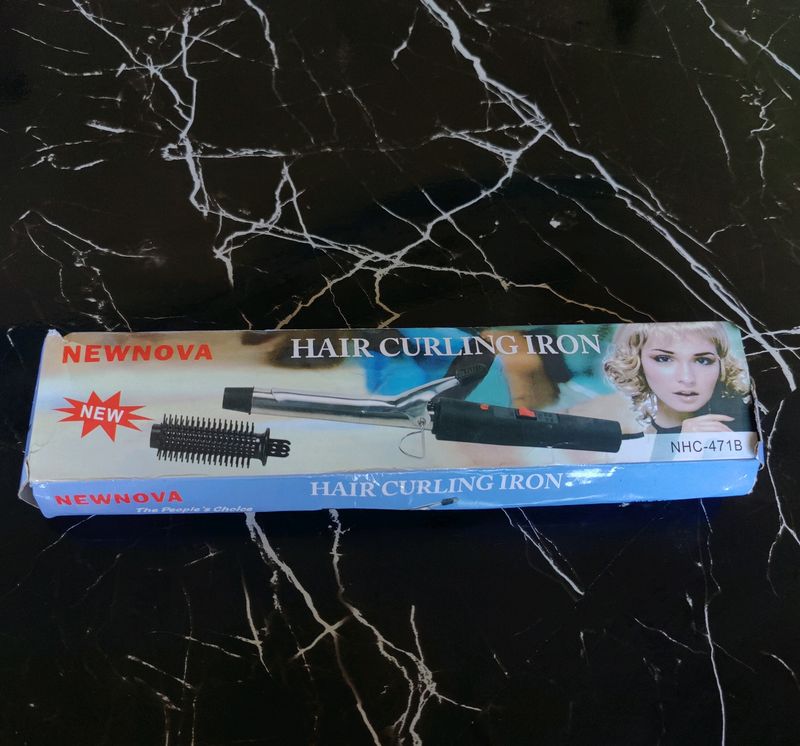 NEWNOVA
HAIR CURLING IRON
NEW
NHC-471B
NEWNOVA
HAIR CURLING IRON
The People's Choice